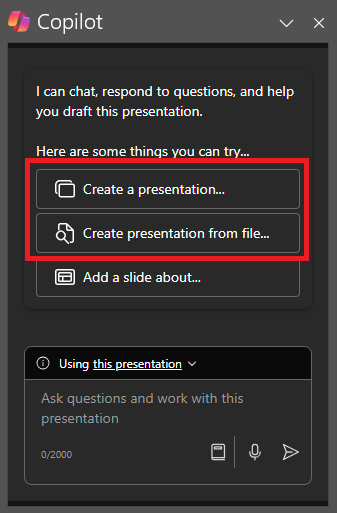 Copilot
I can chat, respond to questions, and help
you draft this presentation.
Here are some things you can try...
Create a presentation...
Create presentation from file...
Add a slide about...
Using this presentation
Ask questions and work with this
presentation
0/2000